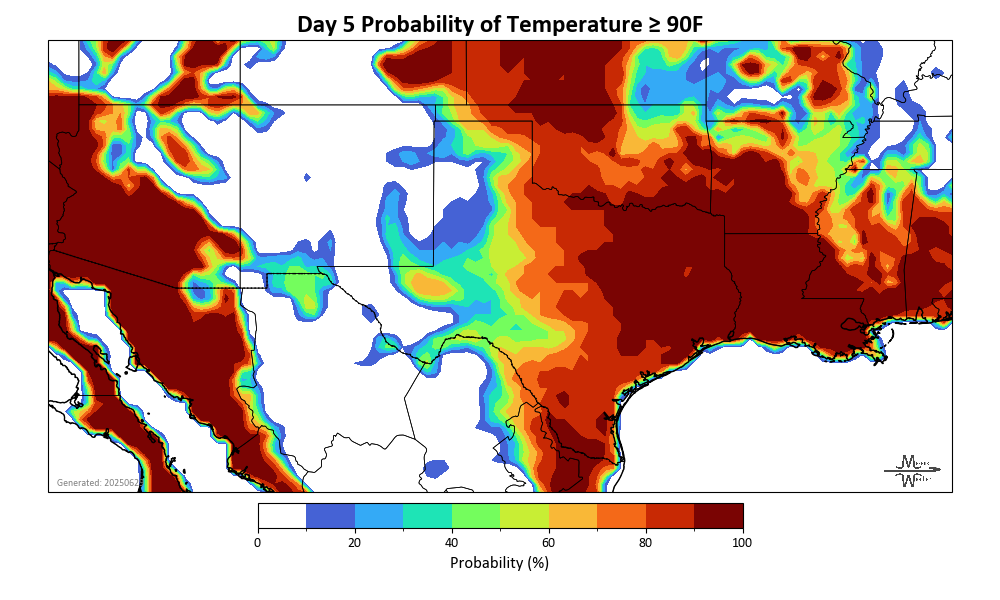 Day 5 Probability of Temperature ≥ 90F
Generated: 2025062
0 20 40 60 80 100
Probability (%)